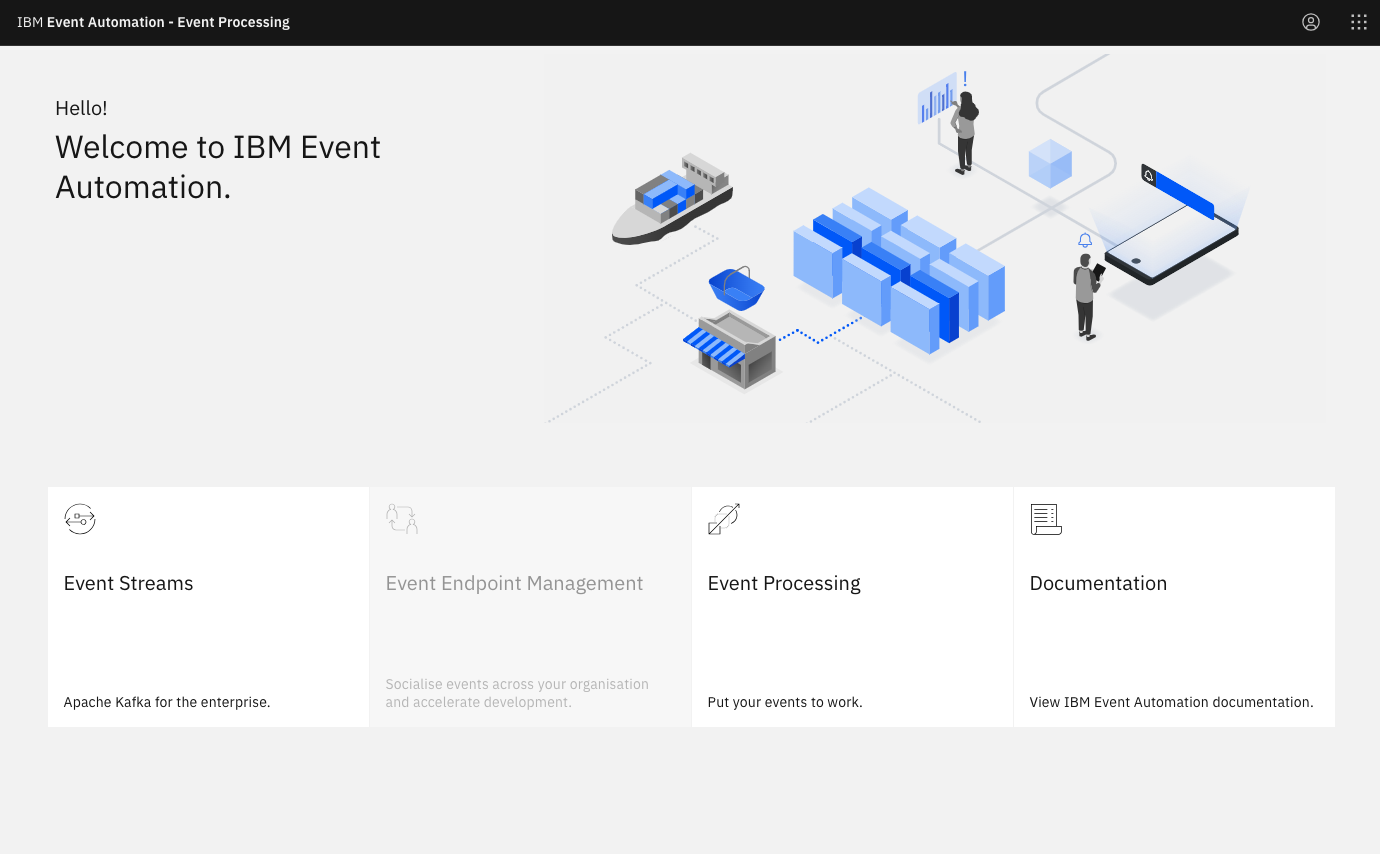 IBM Event Automation - Event Processing
Hello!
Welcome to IBM Event
Automation.
!
Event Streams
Apache Kafka for the enterprise.
Event Endpoint Management
Socialise events across your organisation
and accelerate development.
Event Processing
Put your events to work.
Documentation
View IBM Event Automation documentation.